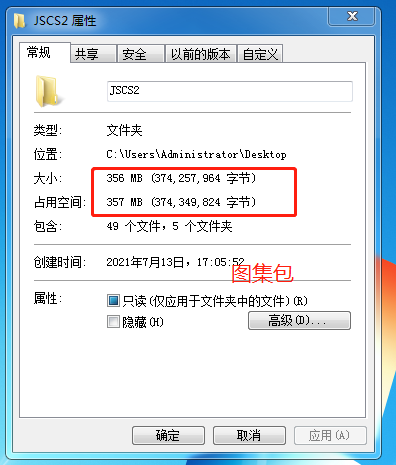 JSCS2 属性
常规 共享 安全 以前的版本 自定义
JSCS2
类型: 文件夹
位置: C:\Users\Administrator\Desktop
大小: 356 MB (374,257,964 字节)
占用空间: 357 MB (374,349,824 字节)
包含: 49 个文件，5 个文件夹
创建时间: 2021年7月13日，17:05:52
图集包
属性: 只读(仅应用于文件夹中的文件)(R)
隐藏(H) 高级(D)...
确定 取消 应用(A)